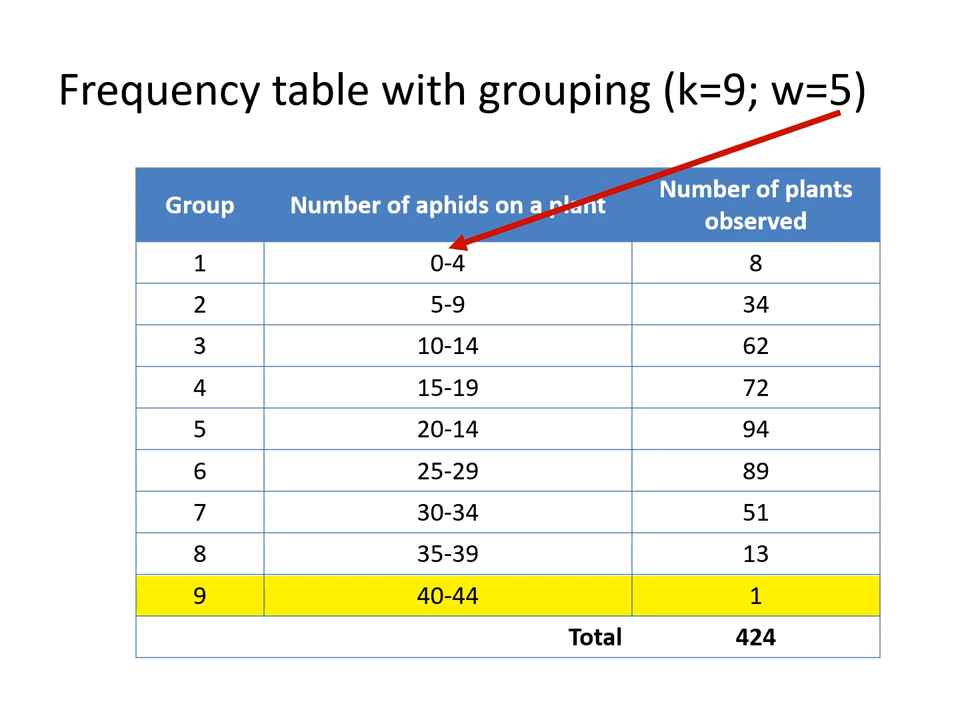 Frequency table with grouping (k=9; w=5)
Group Number of aphids on a plant Number of plants observed
1 0-4 8
2 5-9 34
3 10-14 62
4 15-19 72
5 20-14 94
6 25-29 89
7 30-34 51
8 35-39 13
9 40-44 1
Total 424